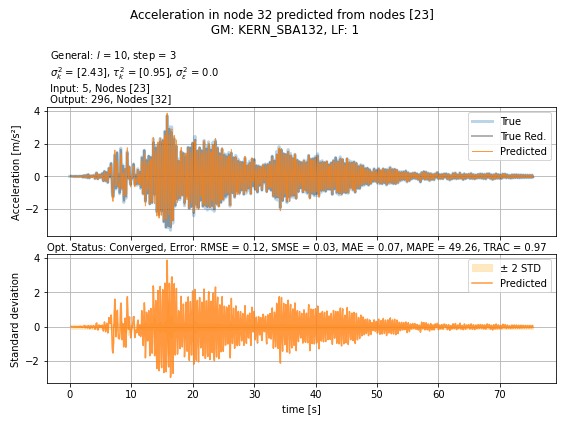 Acceleration in node 32 predicted from nodes [23]
GM: KERN_SBA132, LF: 1
General: l = 10, step = 3
σ²ₖ = [2.43], τ²ₖ = [0.95], σ²ε = 0.0
Input: 5, Nodes [23]
Output: 296, Nodes [32]
4
2
0
−2
Acceleration [m/s²]
True
True Red.
Predicted
Opt. Status: Converged, Error: RMSE = 0.12, SMSE = 0.03, MAE = 0.07, MAPE = 49.26, TRAC = 0.97
4
2
0
−2
Standard deviation
± 2 STD
Predicted
0 10 20 30 40 50 60 70
time [s]